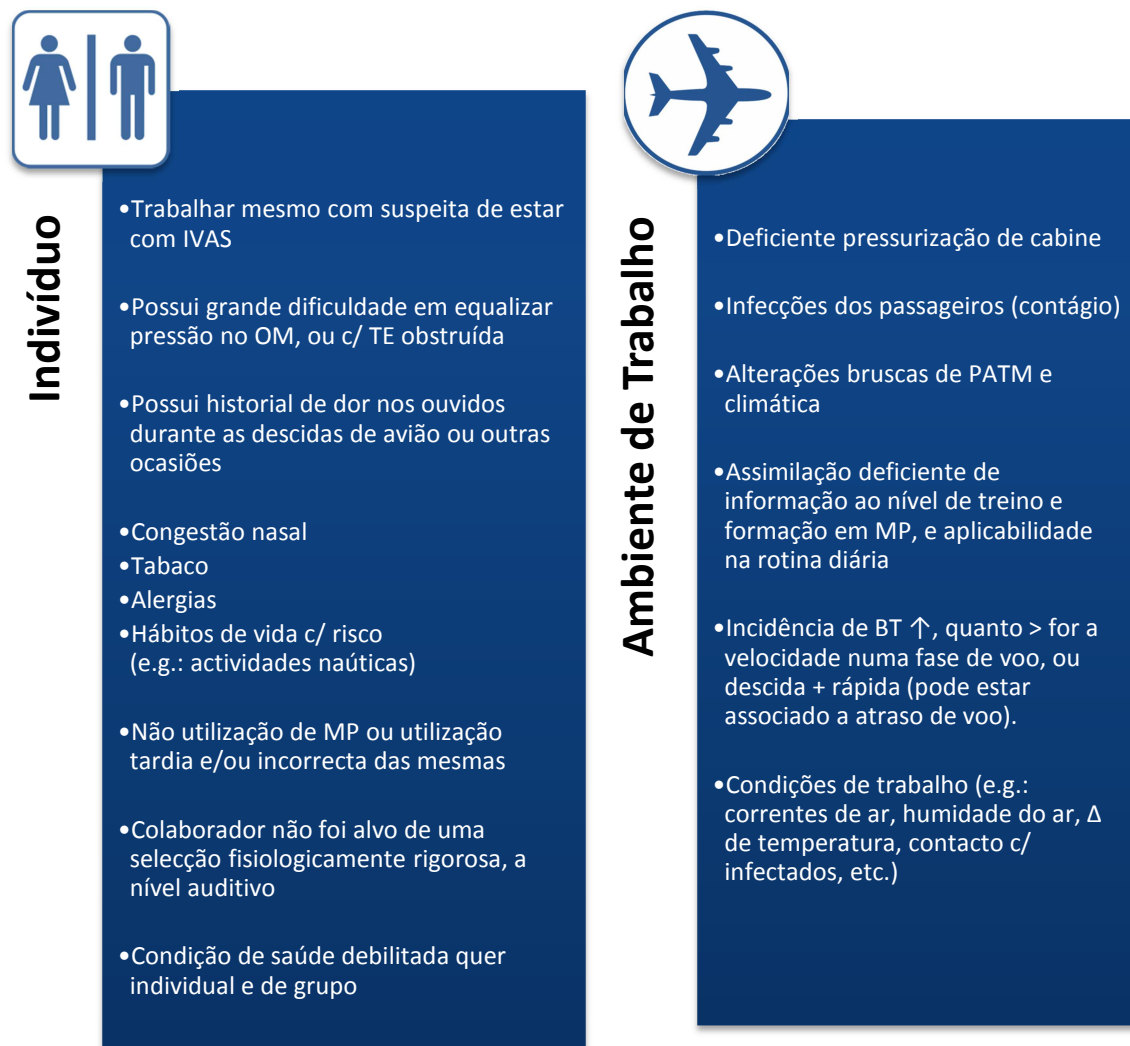 Indivíduo
•Trabalhar mesmo com suspeita de estar
com IVAS
•Possui grande dificuldade em equalizar
pressão no OM, ou c/ TE obstruída
•Possui historial de dor nos ouvidos
durante as descidas de avião ou outras
ocasiões
•Congestão nasal
•Tabaco
•Alergias
•Hábitos de vida c/ risco
(e.g.: actividades naúticas)
•Não utilização de MP ou utilização
tardia e/ou incorrecta das mesmas
•Colaborador não foi alvo de uma
selecção fisiologicamente rigorosa, a
nível auditivo
•Condição de saúde debilitada quer
individual e de grupo
Ambiente de Trabalho
•Deficiente pressurização de cabine
•Infecções dos passageiros (contágio)
•Alterações bruscas de PATM e
climática
•Assimilação deficiente de
informação ao nível de treino e
formação em MP, e aplicabilidade
na rotina diária
•Incidência de BT ↑, quanto > for a
velocidade numa fase de voo, ou
descida + rápida (pode estar
associado a atraso de voo).
•Condições de trabalho (e.g.:
correntes de ar, humidade do ar, Δ
de temperatura, contacto c/
infectados, etc.)